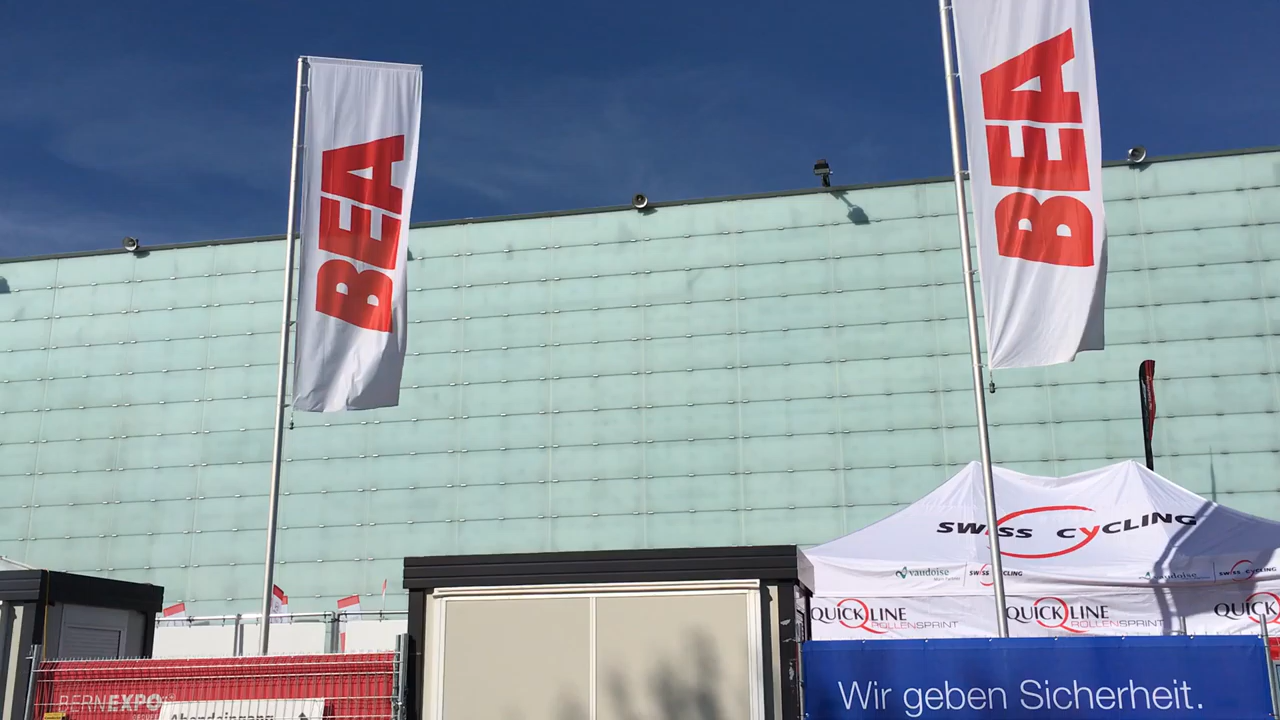 BEA
BEA
SWISS CYCLING
vaudoise
SWISS CYCLING
vaudoise
SWISS CYCLING
QUICKLINE
ROLLENSPRINT
QUICKLINE
ROLLENSPRINT
QUICK
BERNEXPO
Abendeingang
Wir geben Sicherheit.